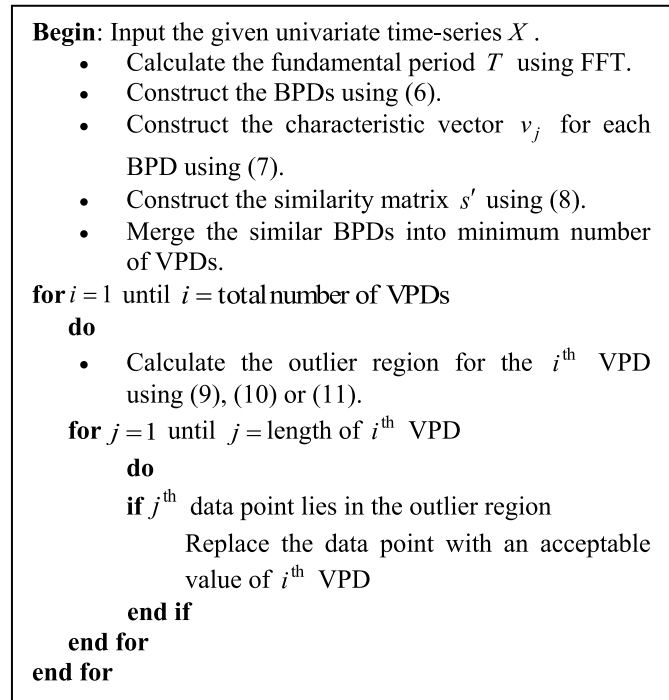 Begin: Input the given univariate time-series X .
• Calculate the fundamental period T using FFT.
• Construct the BPDs using (6).
• Construct the characteristic vector v_j for each
BPD using (7).
• Construct the similarity matrix s′ using (8).
• Merge the similar BPDs into minimum number
of VPDs.
for i = 1 until i = total number of VPDs
do
• Calculate the outlier region for the i^th VPD
using (9), (10) or (11).
for j = 1 until j = length of i^th VPD
do
if j^th data point lies in the outlier region
Replace the data point with an acceptable
value of i^th VPD
end if
end for
end for